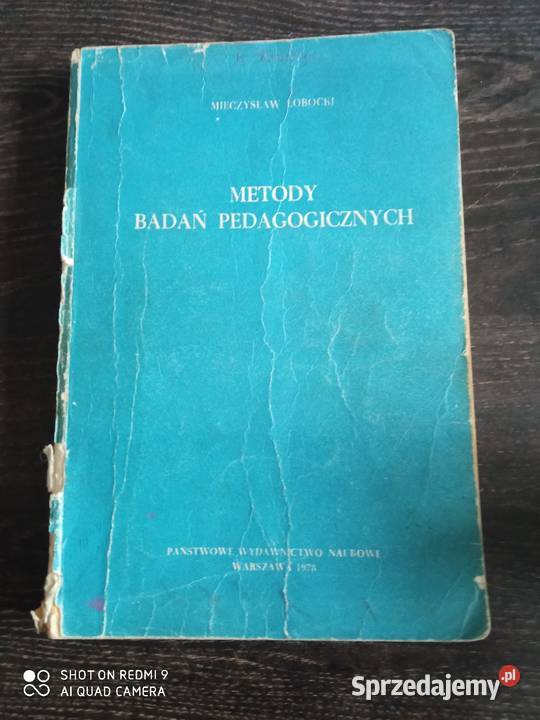 MIECZYSŁAW ŁOBOCKI
METODY
BADAŃ PEDAGOGICZNYCH
PAŃSTWOWE WYDAWNICTWO NAUKOWE
WARSZAWA 1978
SHOT ON REDMI 9
AI QUAD CAMERA
Sprzedajemy.pl